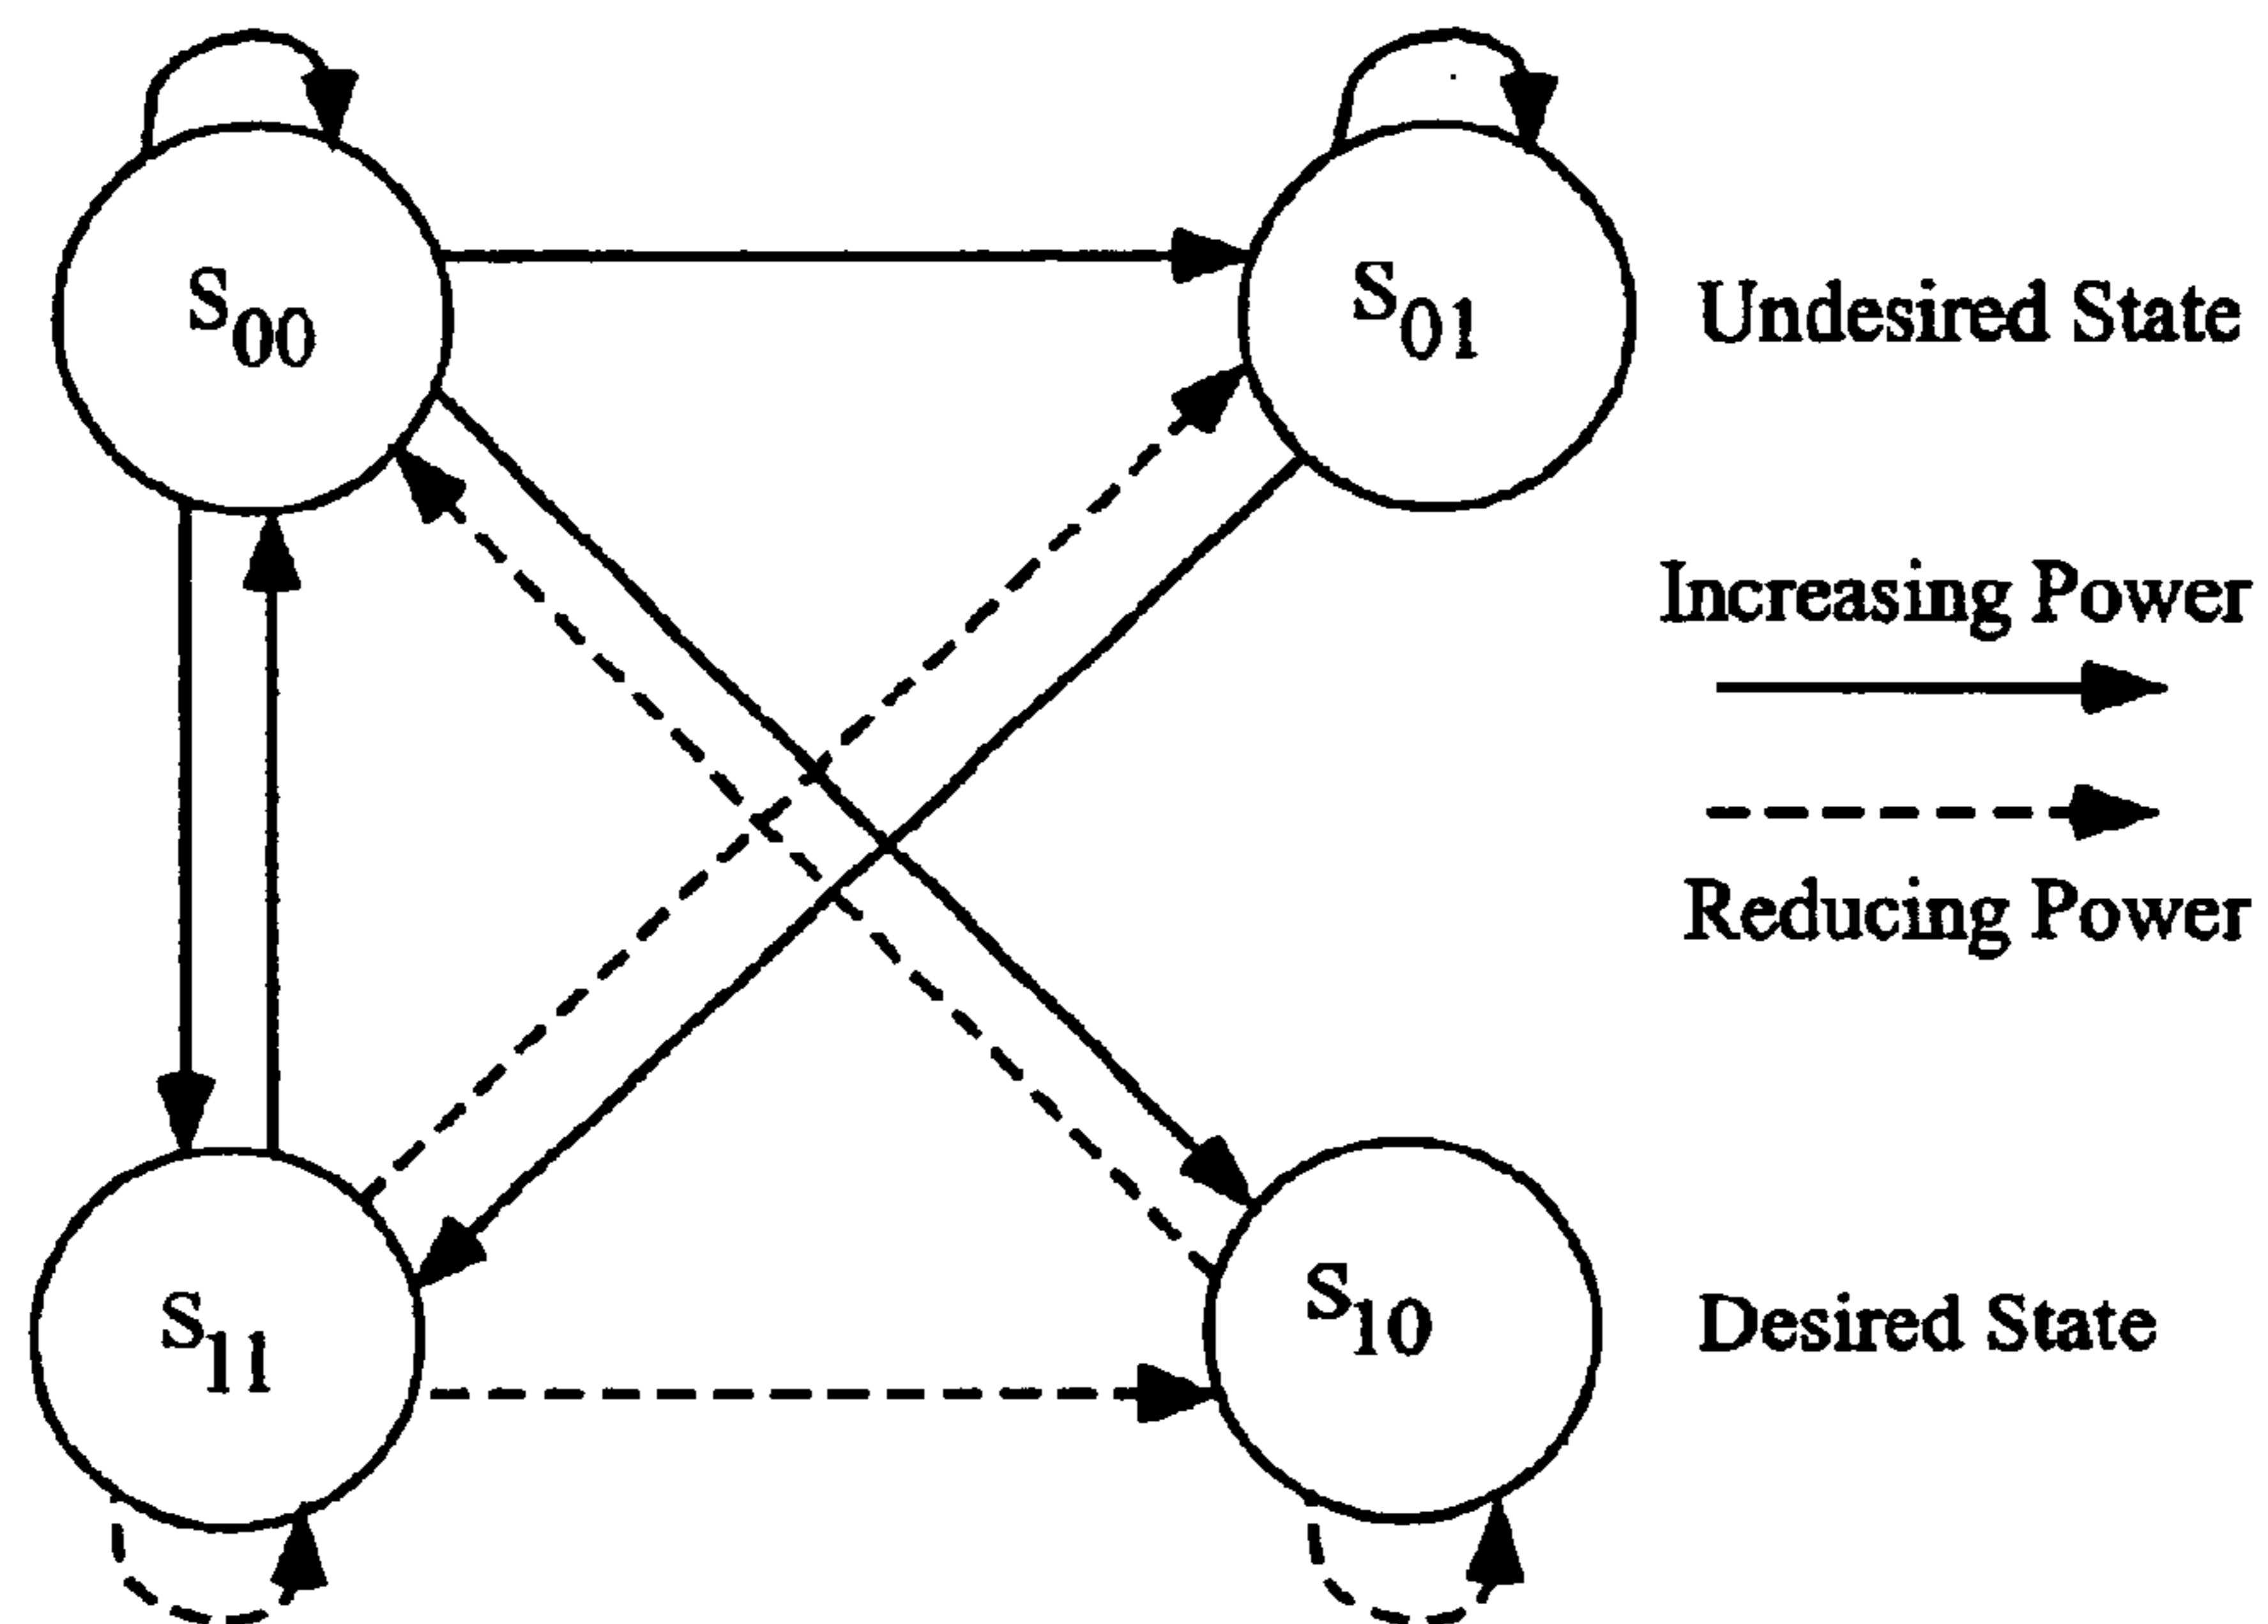 S00
S01
Undesired State
Increasing Power
Reducing Power
S11
S10
Desired State